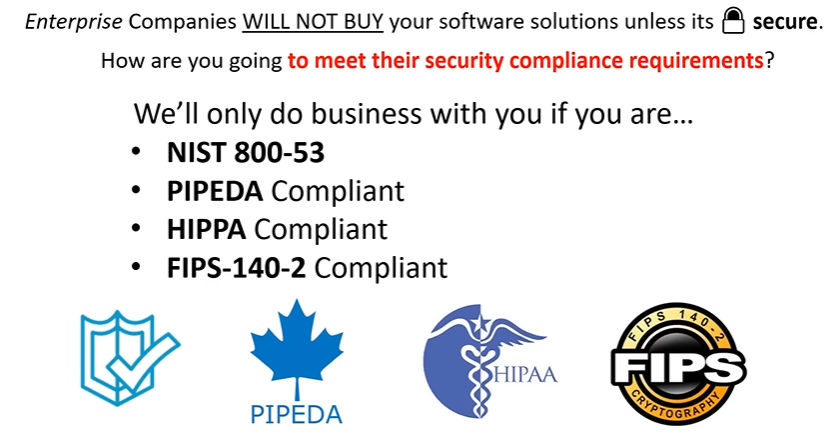 Enterprise Companies WILL NOT BUY your software solutions unless its secure.
How are you going to meet their security compliance requirements?
We'll only do business with you if you are...
• NIST 800-53
• PIPEDA Compliant
• HIPPA Compliant
• FIPS-140-2 Compliant
PIPEDA
HIPAA
FIPS 140-2
FIPS
CRYPTOGRAPHY